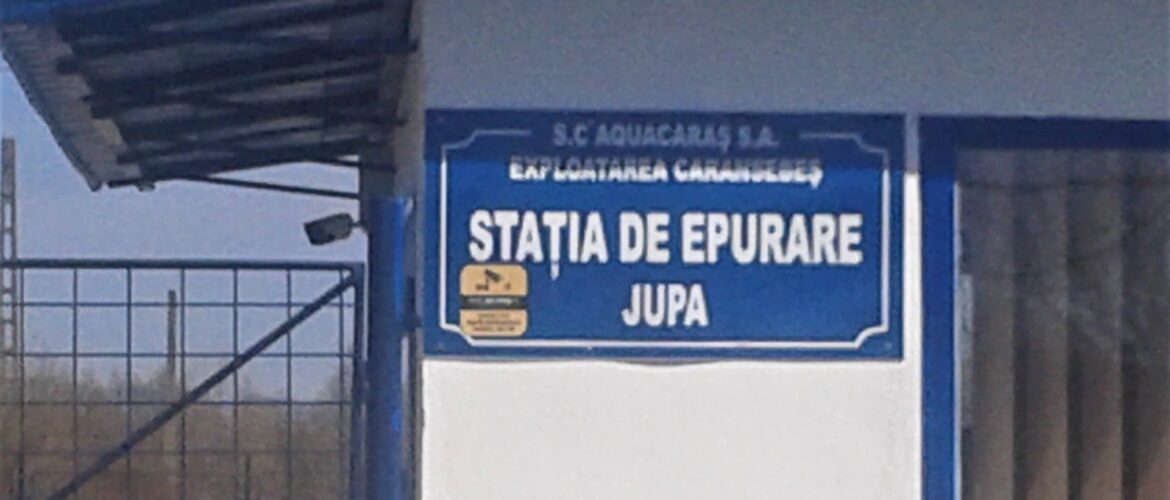 S.C AQUACARAȘ S.A.
EXPLOATAREA CARANSEBEȘ
STAȚIA DE EPURARE
JUPA